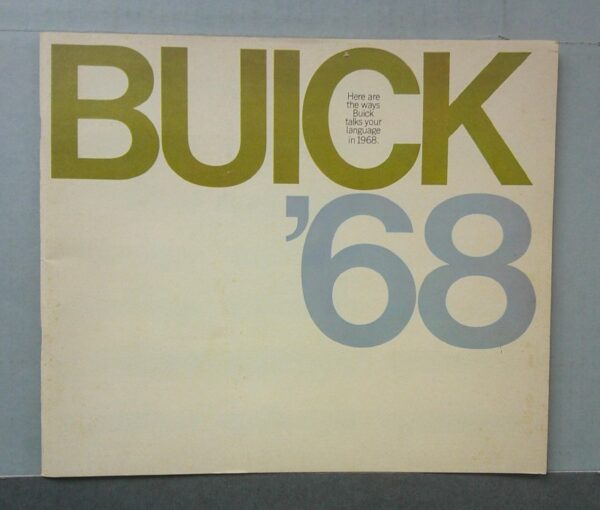 BUICK
Here are
the ways
Buick
talks your
language
in 1968.
'68